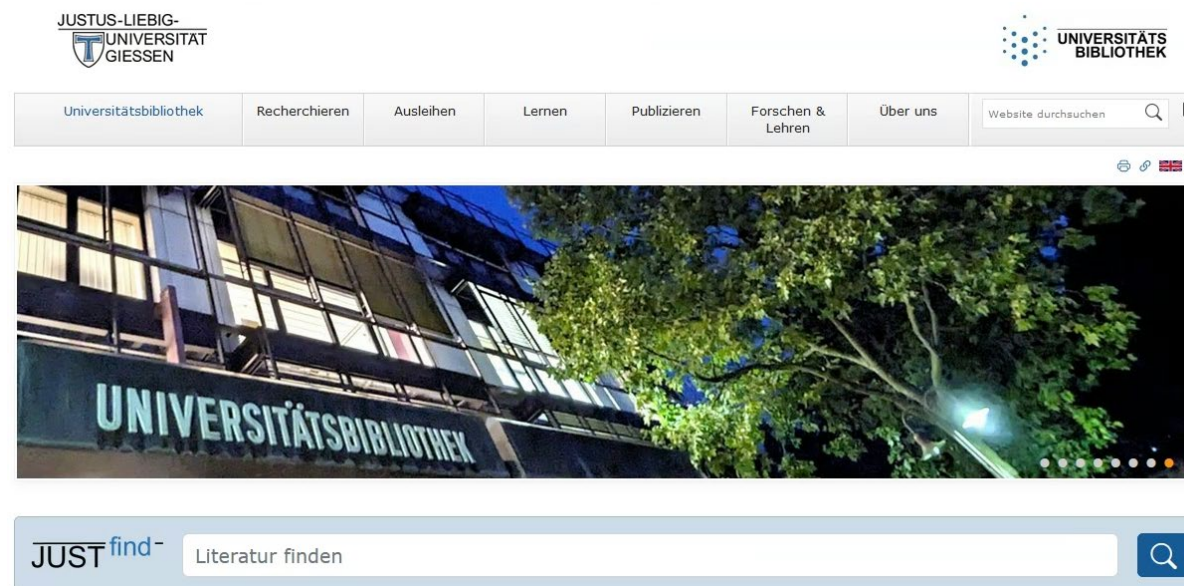 JUSTUS-LIEBIG-
UNIVERSITÄT
GIESSEN
UNIVERSITÄTS
BIBLIOTHEK
Universitätsbibliothek
Recherchieren
Ausleihen
Lernen
Publizieren
Forschen &
Lehren
Über uns
Website durchsuchen
UNIVERSITÄTSBIBLIOTHEK
JUST find-
Literatur finden